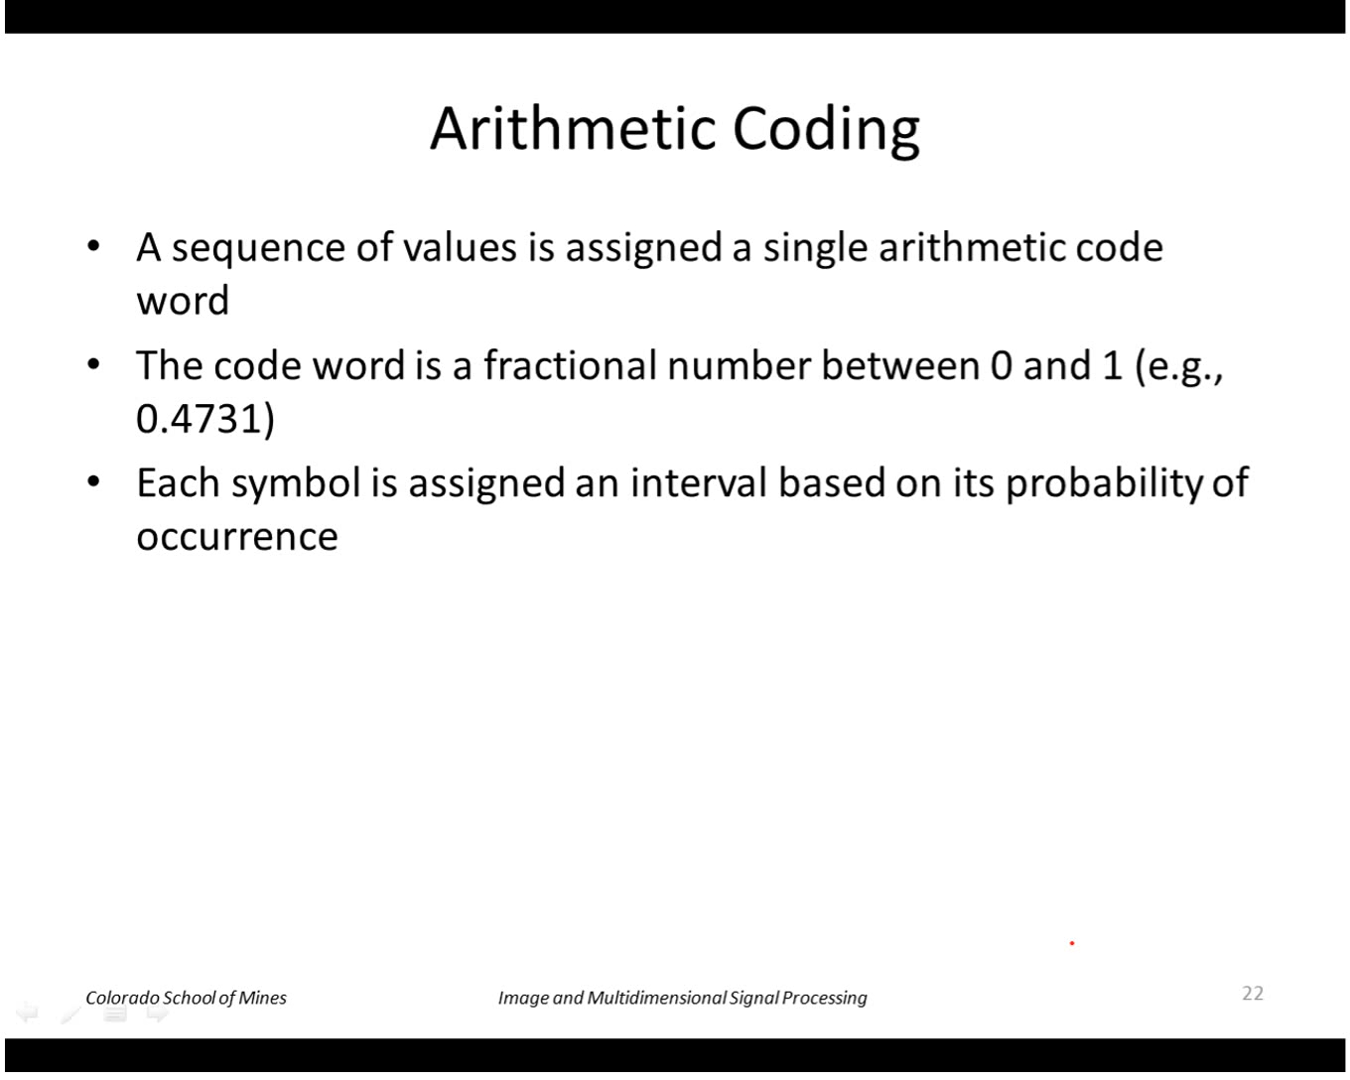 Arithmetic Coding
• A sequence of values is assigned a single arithmetic code
word
• The code word is a fractional number between 0 and 1 (e.g.,
0.4731)
• Each symbol is assigned an interval based on its probability of
occurrence
Colorado School of Mines
Image and Multidimensional Signal Processing
22